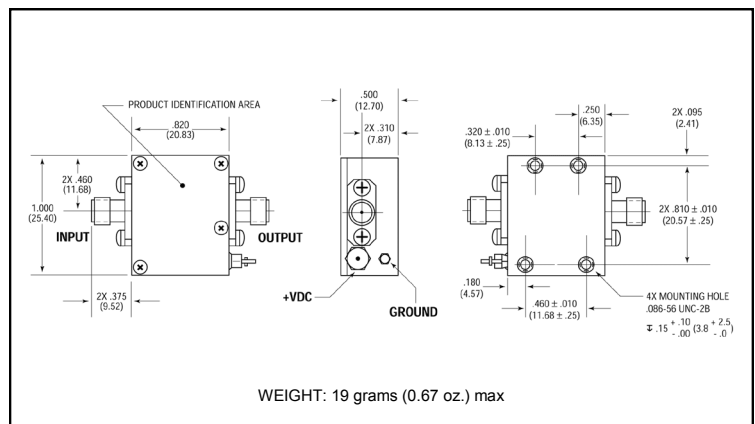 PRODUCT IDENTIFICATION AREA
.820
(20.83)
2X .460
(11.68)
1.000
(25.40)
INPUT
OUTPUT
2X .375
(9.52)
.500
(12.70)
2X .310
(7.87)
+VDC
GROUND
.250
(6.35)
.320 ± .010
(8.13 ± .25)
2X .095
(2.41)
2X .810 ± .010
(20.57 ± .25)
.180
(4.57)
.460 ± .010
(11.68 ± .25)
4X MOUNTING HOLE
.086-56 UNC-2B
↧ .15 + .10 - .00 (3.8 + 2.5 - .0 )
WEIGHT: 19 grams (0.67 oz.) max